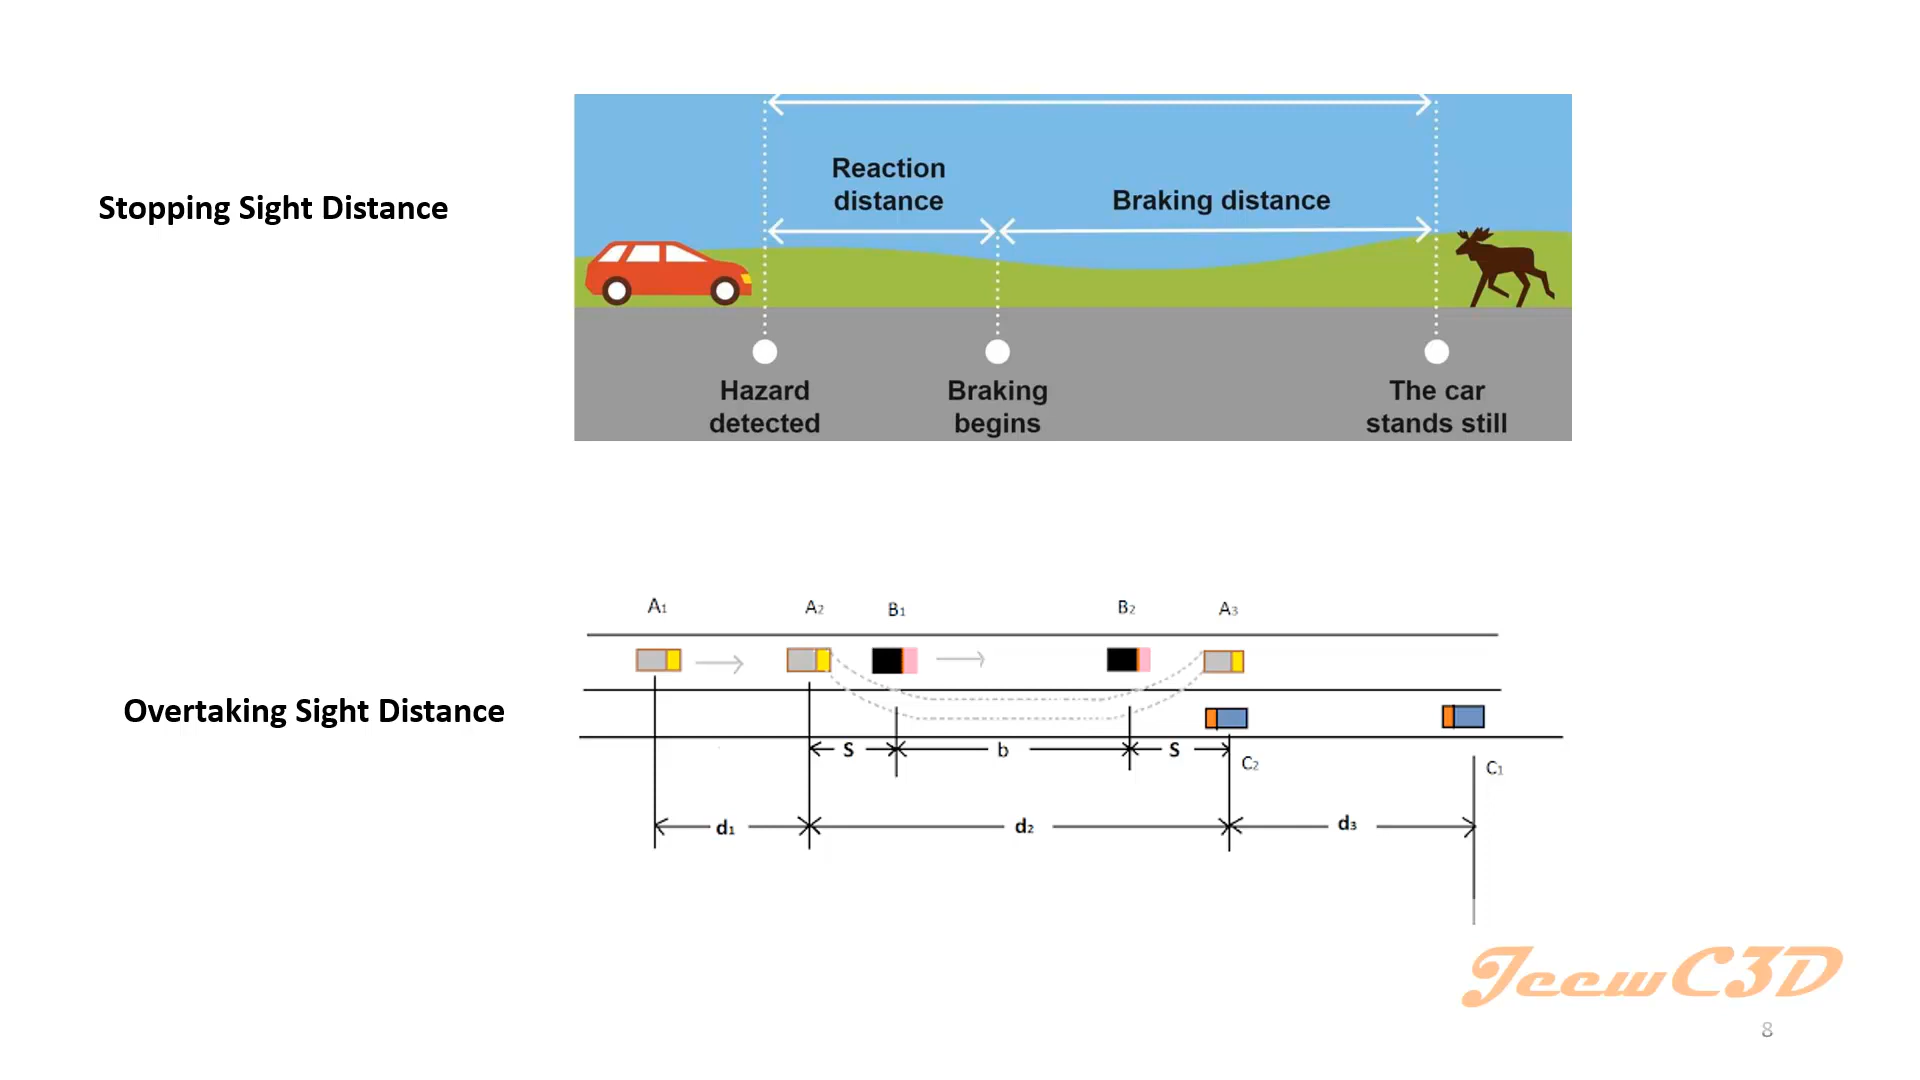 Stopping Sight Distance
Reaction
distance
Braking distance
Hazard
detected
Braking
begins
The car
stands still
Overtaking Sight Distance
A1 A2 B1 B2 A3
S b S
C2 C1
d1 d2 d3
JeewC3D
8